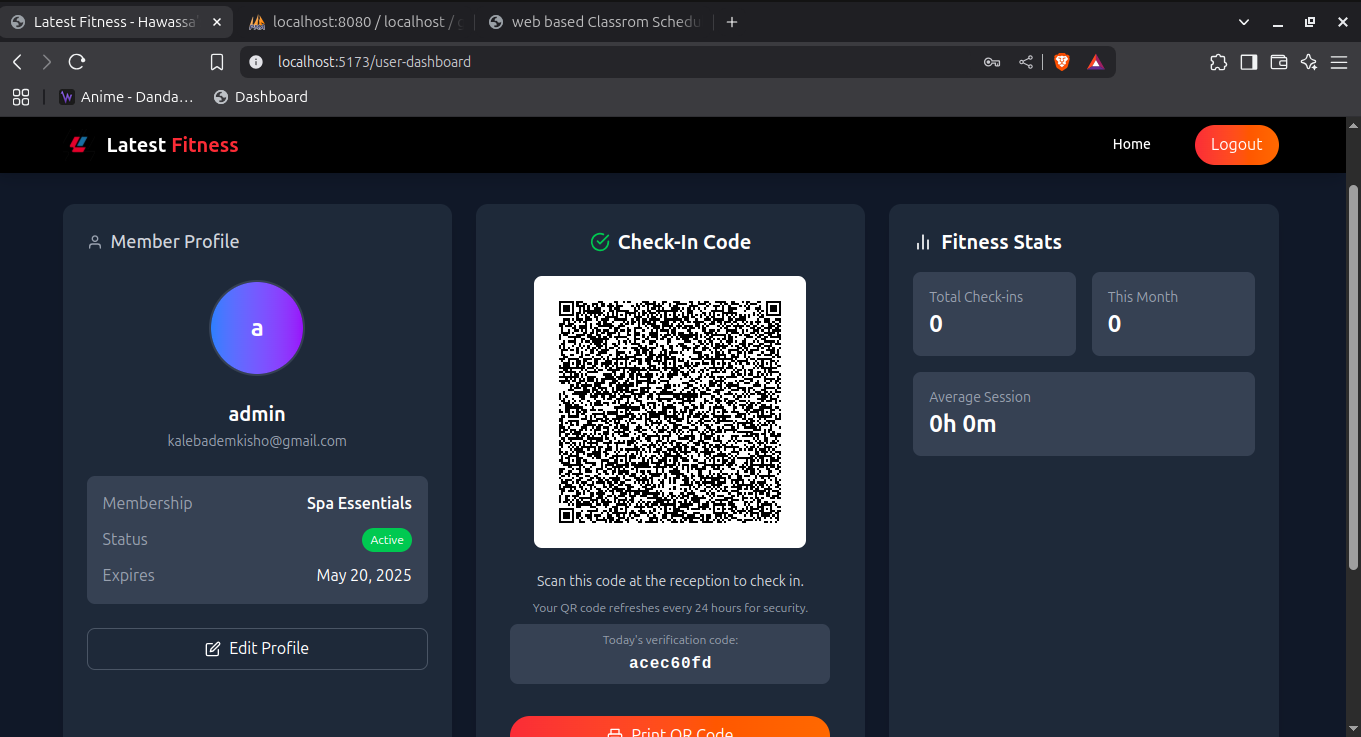 Latest Fitness - Hawassa'
localhost:8080 / localhost /
web based Classrom Schedu
localhost:5173/user-dashboard
Anime - Danda...
Dashboard
Latest Fitness
Home
Logout
Member Profile
a
admin
kalebademkisho@gmail.com
Membership Spa Essentials
Status Active
Expires May 20, 2025
Edit Profile
Check-In Code
Scan this code at the reception to check in.
Your QR code refreshes every 24 hours for security.
Today's verification code:
acec60fd
Print QR Code
Fitness Stats
Total Check-ins
0
This Month
0
Average Session
0h 0m